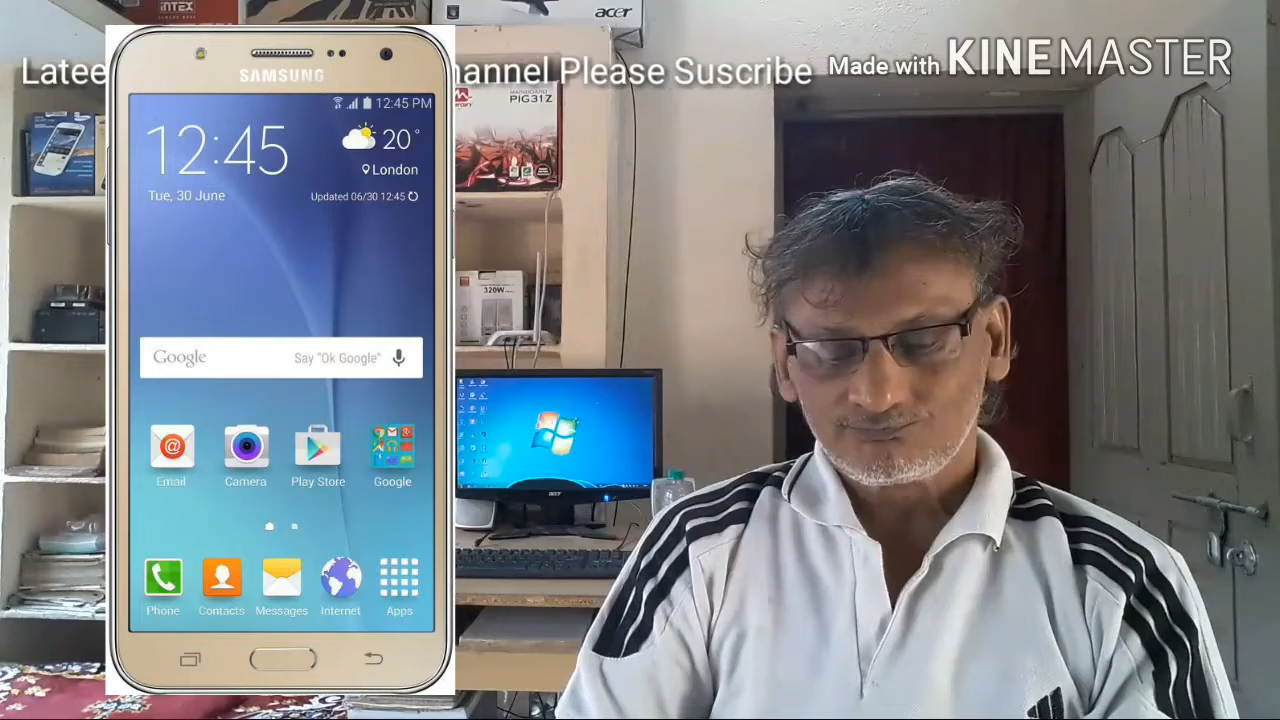 INTEX
acer
Latee
hannel Please Suscribe
Made with KINEMASTER
SAMSUNG
MAINBOARD
PIG31Z
12:45 PM
12:45
20°
London
Tue, 30 June
Updated 06/30 12:45
320W
Google
Say "Ok Google"
Email
Camera
Play Store
Google
acer
Phone
Contacts
Messages
Internet
Apps